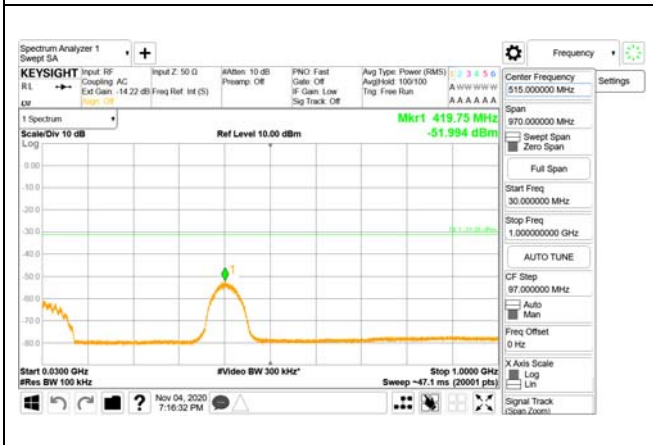 Spectrum Analyzer 1
Swept SA
+
Frequency
KEYSIGHT
Input: RF
Input Z: 50 Ω
#Atten: 10 dB
PNO: Fast
Avg Type: Power (RMS)
1 2 3 4 5 6
RL
Coupling: AC
Preamp: Off
Gate: Off
Avg|Hold: 100/100
A W W W W W
Ext Gain: -14.22 dB
Freq Ref: Int (S)
IF Gain: Low
Trig: Free Run
Align: Off
Sig Track: Off
A A A A A A
Settings
Center Frequency
515.000000 MHz
Span
970.000000 MHz
Swept Span
Zero Span
Full Span
Start Freq
30.000000 MHz
Stop Freq
1.000000000 GHz
AUTO TUNE
CF Step
97.000000 MHz
Auto
Man
Freq Offset
0 Hz
X Axis Scale
Log
Lin
Signal Track
(Span Zoom)
1 Spectrum
Mkr1 419.75 MHz
Scale/Div 10 dB
Ref Level 10.00 dBm
-51.994 dBm
Log
0.00
-10.0
-20.0
-30.0
-40.0
-50.0
-60.0
-70.0
-80.0
1
Start 0.0300 GHz
#Video BW 300 kHz*
Stop 1.0000 GHz
#Res BW 100 kHz
Sweep ~47.1 ms (20001 pts)
?
Nov 04, 2020
7:16:32 PM